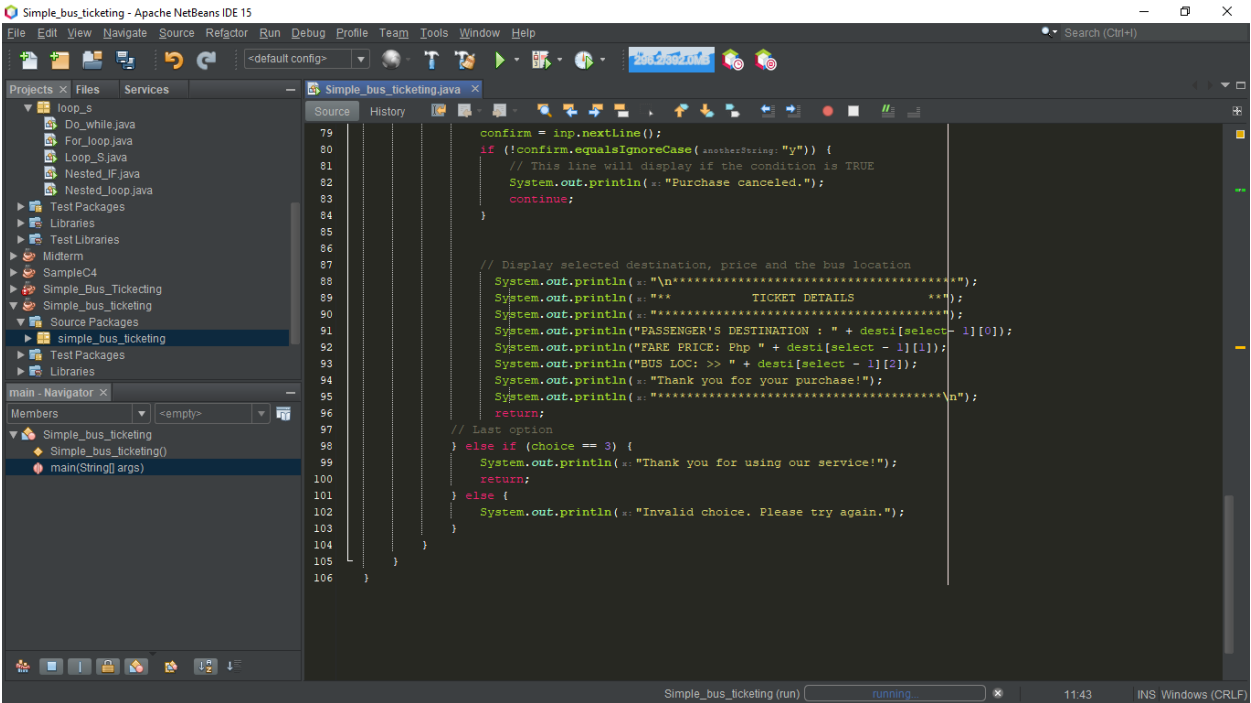 Simple_bus_ticketing - Apache NetBeans IDE 15
File Edit View Navigate Source Refactor Run Debug Profile Team Tools Window Help
Search (Ctrl+I)
<default config>
296.2/392.0MB
Projects Files Services
Simple_bus_ticketing.java
loop_s
Do_while.java
For_loop.java
Loop_S.java
Nested_IF.java
Nested_loop.java
Test Packages
Libraries
Test Libraries
Midterm
SampleC4
Simple_Bus_Tickecting
Simple_bus_ticketing
Source Packages
simple_bus_ticketing
Test Packages
Libraries
main - Navigator
Members <empty>
Simple_bus_ticketing
Simple_bus_ticketing()
main(String[] args)
Source History
79 confirm = inp.nextLine();
80 if (!confirm.equalsIgnoreCase( anotherString: "y")) {
81 // This line will display if the condition is TRUE
82 System.out.println( x: "Purchase canceled.");
83 continue;
84 }
85
86
87 // Display selected destination, price and the bus location
88 System.out.println( x: "\n***********************************");
89 System.out.println( x: "** TICKET DETAILS **");
90 System.out.println( x: "***********************************");
91 System.out.println("PASSENGER'S DESTINATION : " + desti[select- 1][0]);
92 System.out.println("FARE PRICE: Php " + desti[select - 1][1]);
93 System.out.println("BUS LOC: >> " + desti[select - 1][2]);
94 System.out.println( x: "Thank you for your purchase!");
95 System.out.println( x: "***********************************\n");
96 return;
97 // Last option
98 } else if (choice == 3) {
99 System.out.println( x: "Thank you for using our service!");
100 return;
101 } else {
102 System.out.println( x: "Invalid choice. Please try again.");
103 }
104 }
105 }
106 }
Simple_bus_ticketing (run) running... 11:43 INS Windows (CRLF)